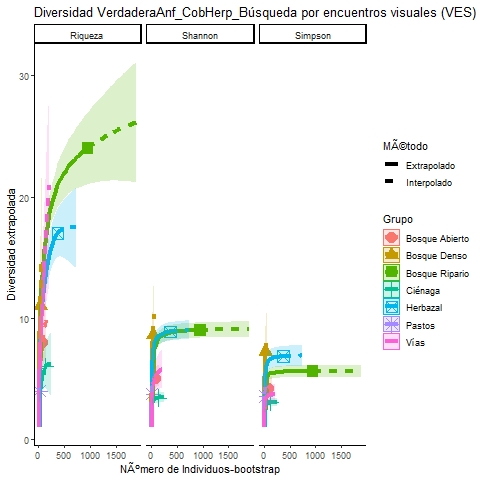 Diversidad VerdaderaAnf_CobHerp_Búsqueda por encuentros visuales (VES)
Riqueza
Shannon
Simpson
Diversidad extrapolada
30
20
10
0
0 500 1000 1500
0 500 1000 1500
0 500 1000 1500
NÃºmero de Individuos-bootstrap
MÃ©todo
Extrapolado
Interpolado
Grupo
Bosque Abierto
Bosque Denso
Bosque Ripario
Ciénaga
Herbazal
Pastos
Vías